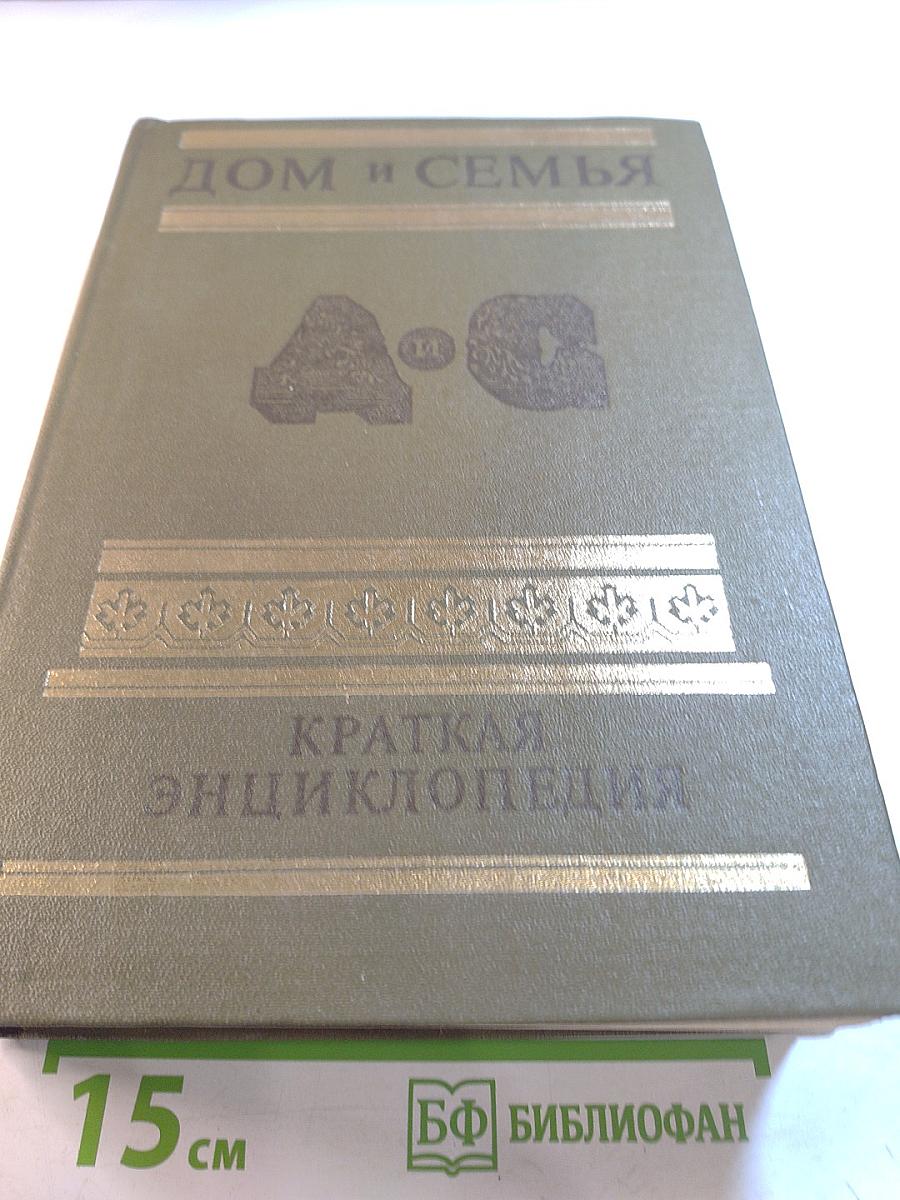 ДОМ и СЕМЬЯ
Д и С
КРАТКАЯ
ЭНЦИКЛОПЕДИЯ
15 см
БФ БИБЛИОФАН